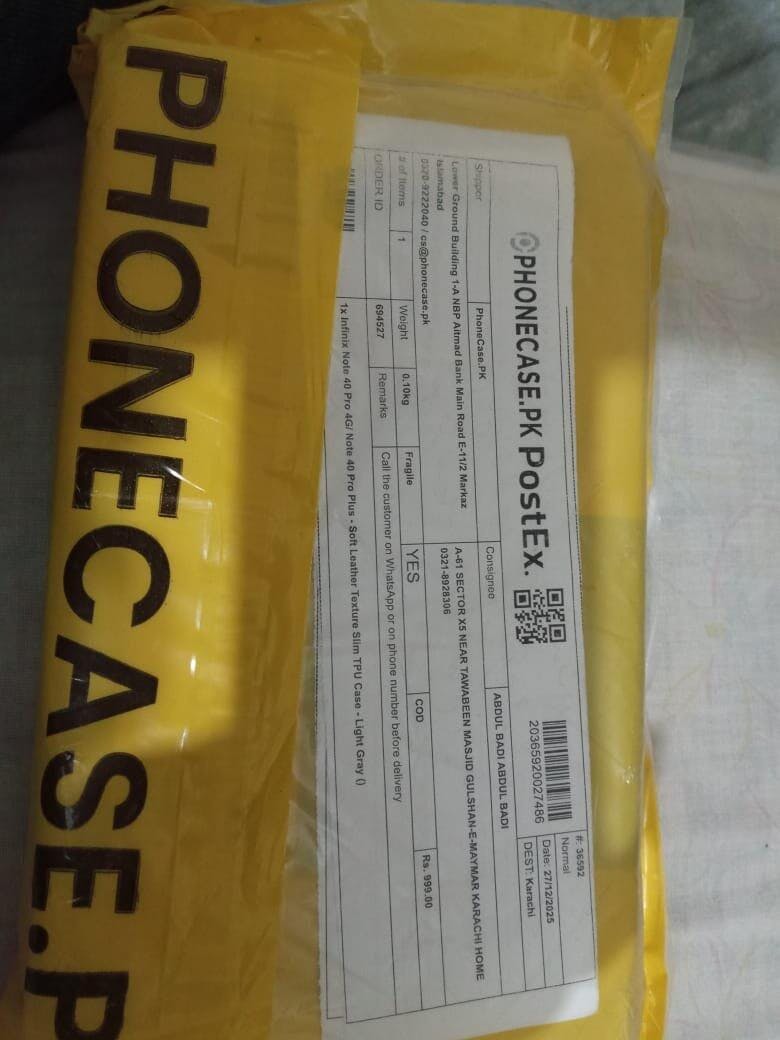 PHONECASE.P
PHONECASE.PK PostEx.
20365920027486
#: 36592
Normal
Date: 27/12/2025
DEST: Karachi
Shipper PhoneCase.PK Consignee ABDUL BADI ABDUL BADI
Lower Ground Building 1-A NBP Aitmad Bank Main Road E-11/2 Markaz
Islamabad
0320-9222040 / cs@phonecase.pk
A-61 SECTOR X5 NEAR TAWABEEN MASJID GULSHAN-E-MAYMAR KARACHI HOME
0321-8928306
# of Items 1 Weight 0.10kg Fragile YES COD Rs. 999.00
ORDER ID 694527 Remarks Call the customer on WhatsApp or on phone number before delivery
1x Infinix Note 40 Pro 4G/ Note 40 Pro Plus - Soft Leather Texture Slim TPU Case - Light Gray ()